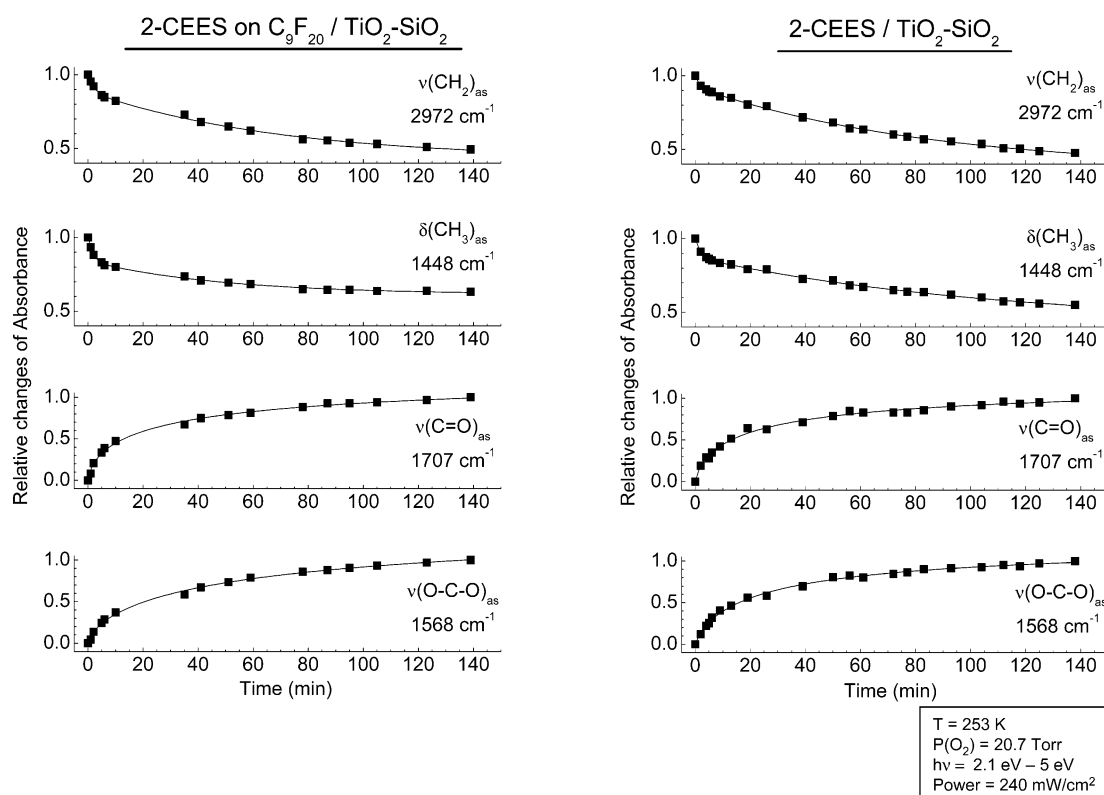 2-CEES on C₉F₂₀ / TiO₂-SiO₂
ν(CH₂)ₐₛ
2972 cm⁻¹
1.0
0.5
0 20 40 60 80 100 120 140
δ(CH₃)ₐₛ
1448 cm⁻¹
1.0
0.5
0 20 40 60 80 100 120 140
ν(C=O)ₐₛ
1707 cm⁻¹
1.0
0.5
0.0
0 20 40 60 80 100 120 140
ν(O-C-O)ₐₛ
1568 cm⁻¹
1.0
0.5
0.0
0 20 40 60 80 100 120 140
Time (min)
Relative changes of Absorbance
2-CEES / TiO₂-SiO₂
ν(CH₂)ₐₛ
2972 cm⁻¹
1.0
0.5
0 20 40 60 80 100 120 140
δ(CH₃)ₐₛ
1448 cm⁻¹
1.0
0.5
0 20 40 60 80 100 120 140
ν(C=O)ₐₛ
1707 cm⁻¹
1.0
0.5
0.0
0 20 40 60 80 100 120 140
ν(O-C-O)ₐₛ
1568 cm⁻¹
1.0
0.5
0.0
0 20 40 60 80 100 120 140
Time (min)
Relative changes of Absorbance
T = 253 K
P(O₂) = 20.7 Torr
hν = 2.1 eV – 5 eV
Power = 240 mW/cm²